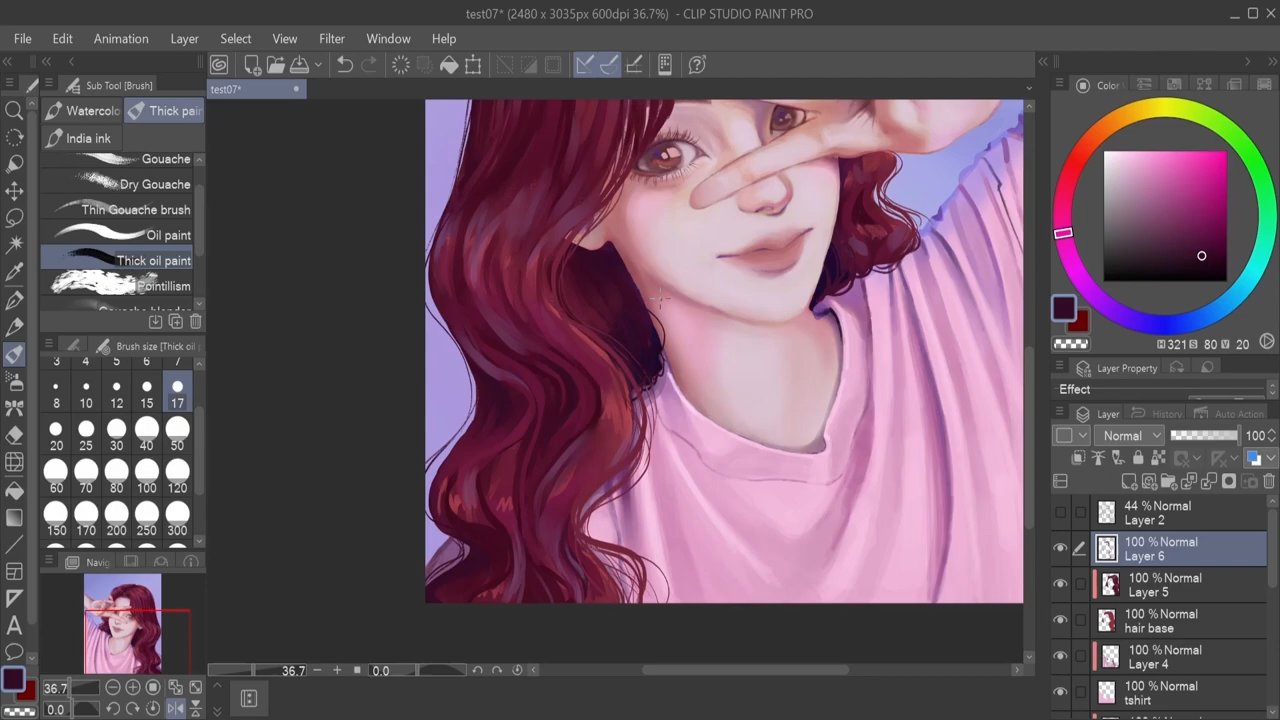 test07* (2480 x 3035px 600dpi 36.7%) - CLIP STUDIO PAINT PRO
File Edit Animation Layer Select View Filter Window Help
Sub Tool [Brush]
test07*
Color
Watercolo
Thick pain
India ink
Gouache
Dry Gouache
Thin Gouache brush
Oil paint
Thick oil paint
Pointillism
Gouache blender
Brush size [Thick oil
3 4 5 6 7
8 10 12 15 17
20 25 30 40 50
60 70 80 100 120
150 170 200 250 300
Navig
36.7
0.0
36.7
0.0
H 321 S 80 V 20
Layer Property
Effect
Layer History Auto Action
Normal 100
44 % Normal
Layer 2
100 % Normal
Layer 6
100 % Normal
Layer 5
100 % Normal
hair base
100 % Normal
Layer 4
100 % Normal
tshirt
A